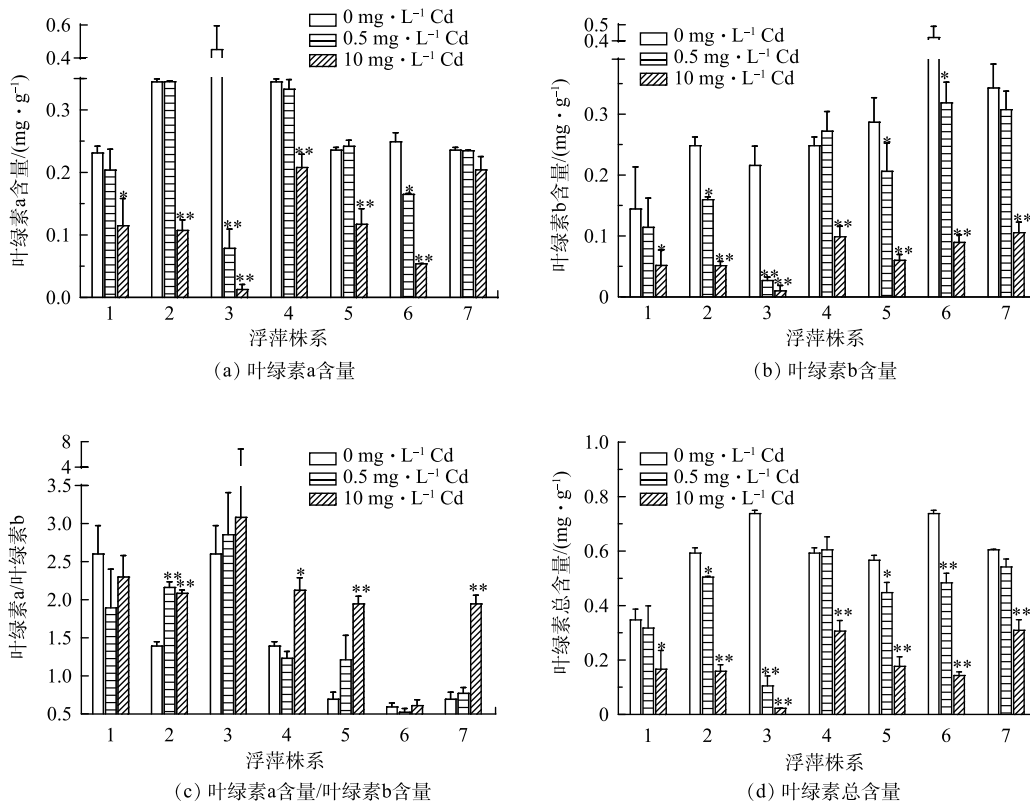 0.6
0.4
0.3
0.2
0.1
0.0
叶绿素a含量/(mg·g⁻¹)
0 mg·L⁻¹ Cd
0.5 mg·L⁻¹ Cd
10 mg·L⁻¹ Cd
*
**
**
**
**
**
*
**
1 2 3 4 5 6 7
浮萍株系
(a) 叶绿素a含量
0.5
0.4
0.3
0.2
0.1
0
叶绿素b含量/(mg·g⁻¹)
0 mg·L⁻¹ Cd
0.5 mg·L⁻¹ Cd
10 mg·L⁻¹ Cd
*
*
**
**
**
**
*
**
*
**
**
1 2 3 4 5 6 7
浮萍株系
(b) 叶绿素b含量
8
4
3.5
3.0
2.5
2.0
1.5
1.0
0.5
叶绿素a/叶绿素b
0 mg·L⁻¹ Cd
0.5 mg·L⁻¹ Cd
10 mg·L⁻¹ Cd
**
**
*
**
**
1 2 3 4 5 6 7
浮萍株系
(c) 叶绿素a含量/叶绿素b含量
1.0
0.8
0.6
0.4
0.2
0
叶绿素总含量/(mg·g⁻¹)
0 mg·L⁻¹ Cd
0.5 mg·L⁻¹ Cd
10 mg·L⁻¹ Cd
*
*
**
**
**
**
*
**
**
**
**
1 2 3 4 5 6 7
浮萍株系
(d) 叶绿素总含量